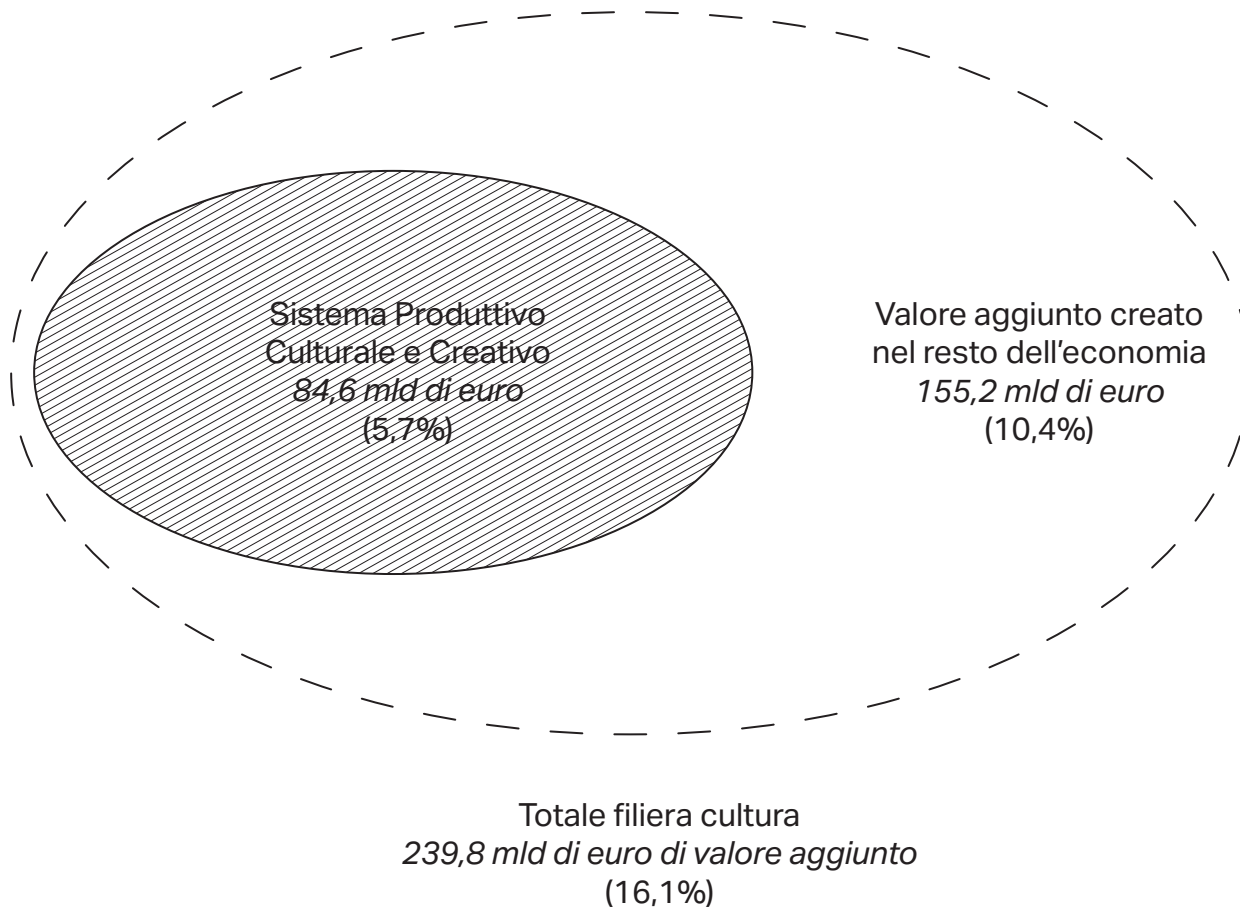 Sistema Produttivo
Culturale e Creativo
84,6 mld di euro
(5,7%)
Valore aggiunto creato
nel resto dell'economia
155,2 mld di euro
(10,4%)
Totale filiera cultura
239,8 mld di euro di valore aggiunto
(16,1%)